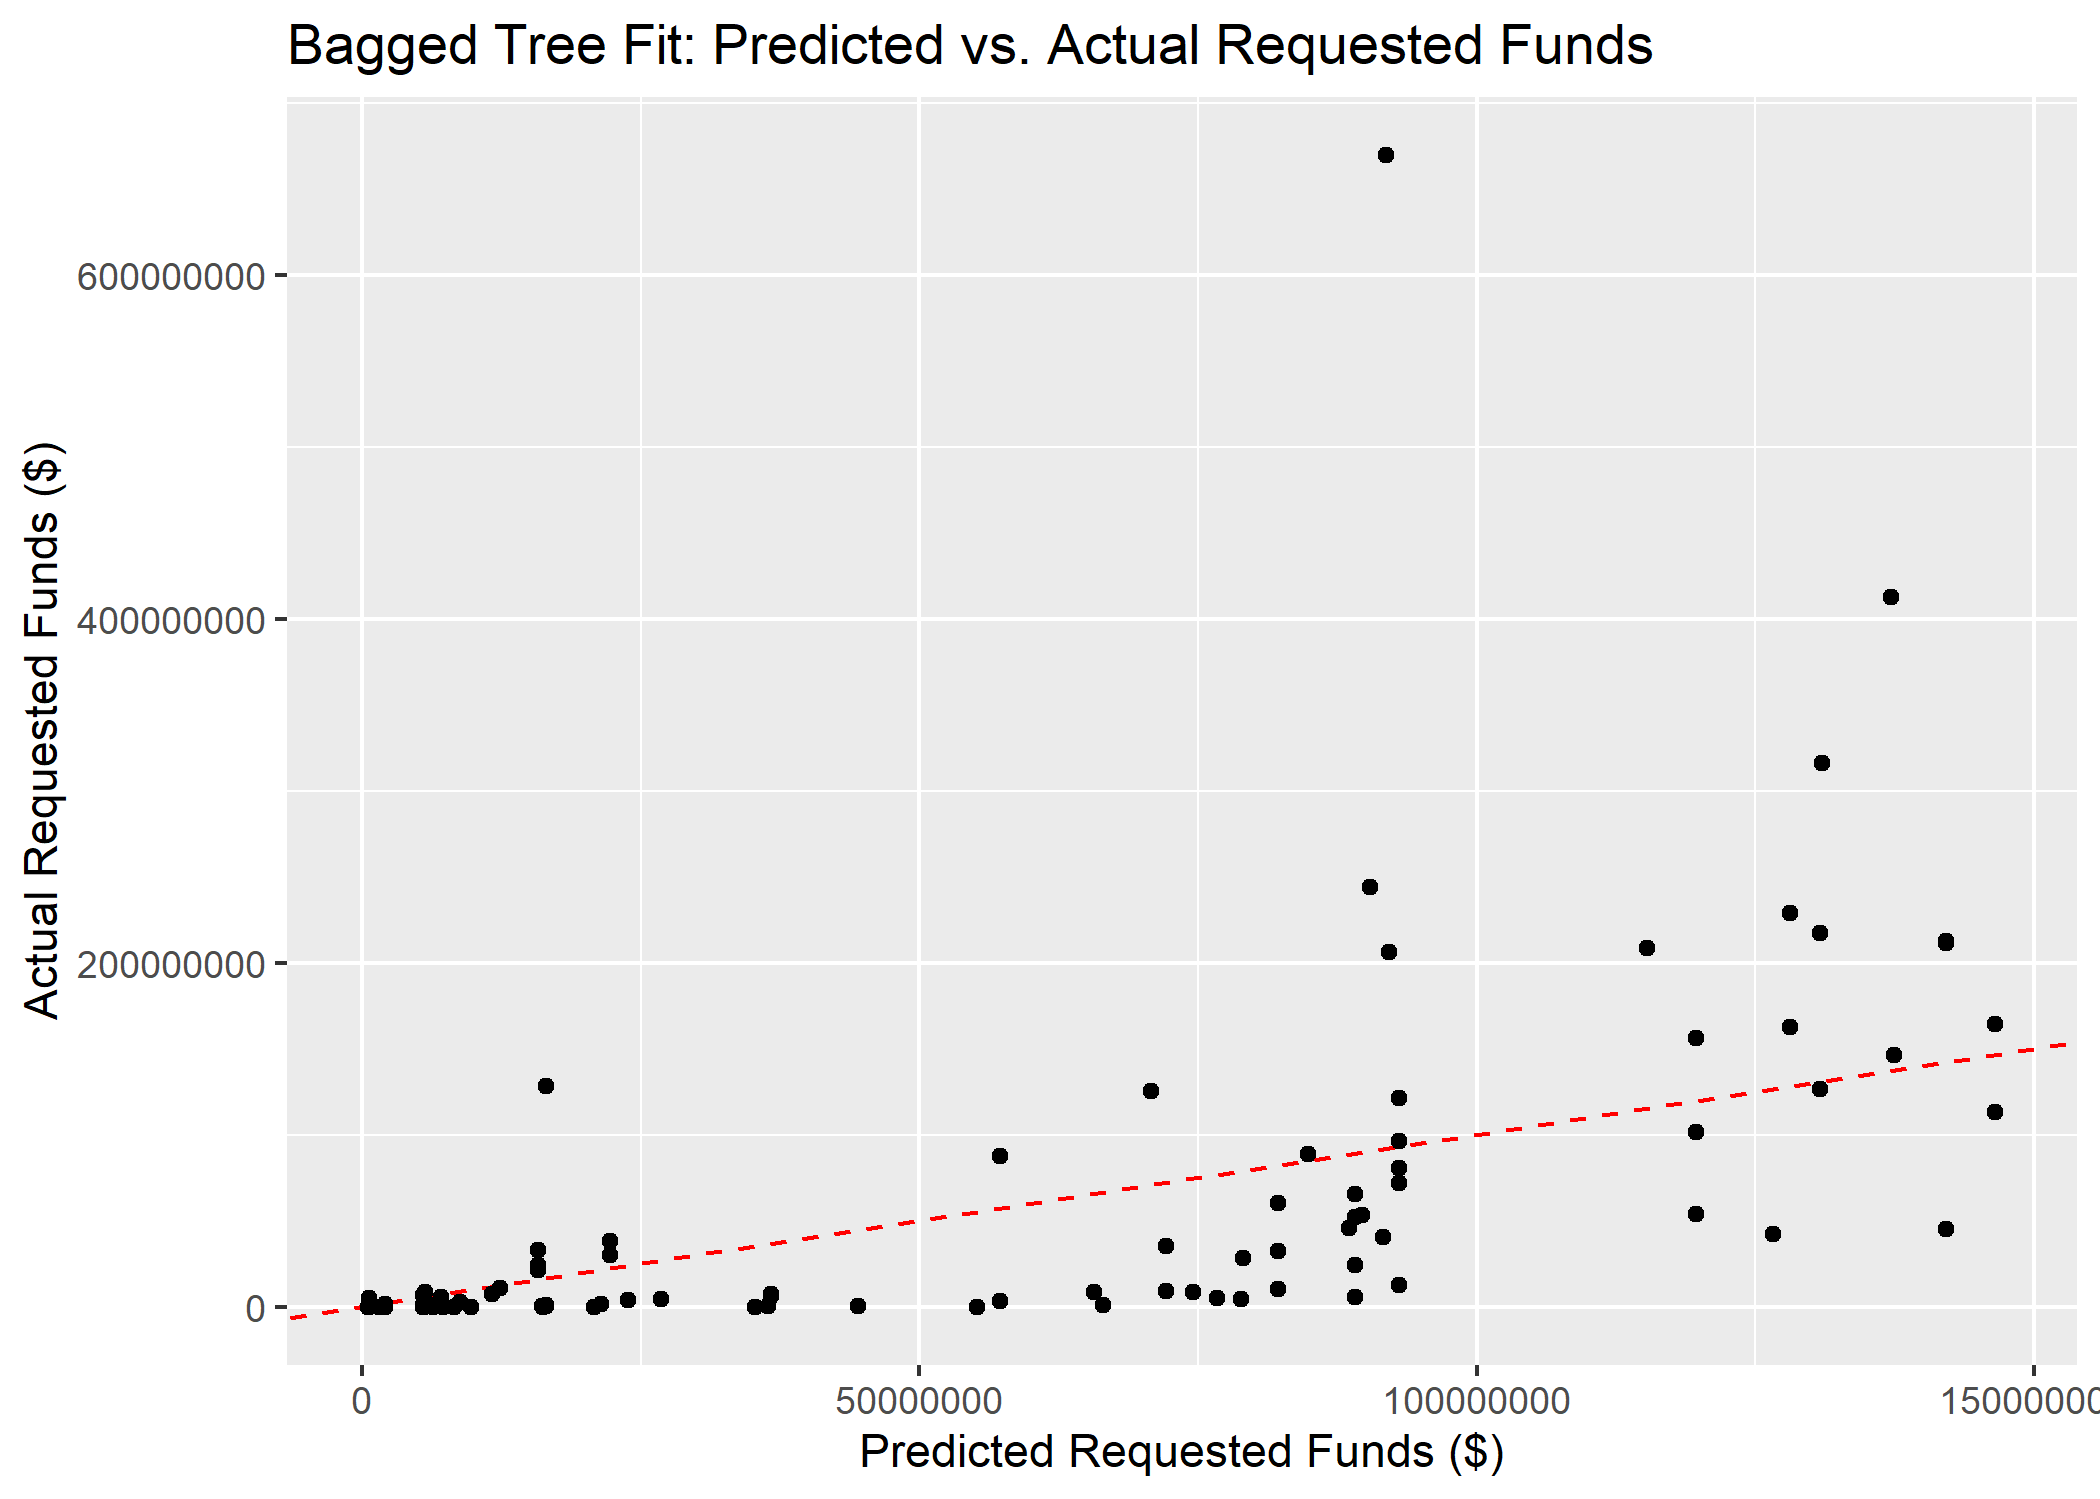 Bagged Tree Fit: Predicted vs. Actual Requested Funds
Actual Requested Funds ($)
600000000
400000000
200000000
0
0
50000000
100000000
Predicted Requested Funds ($)